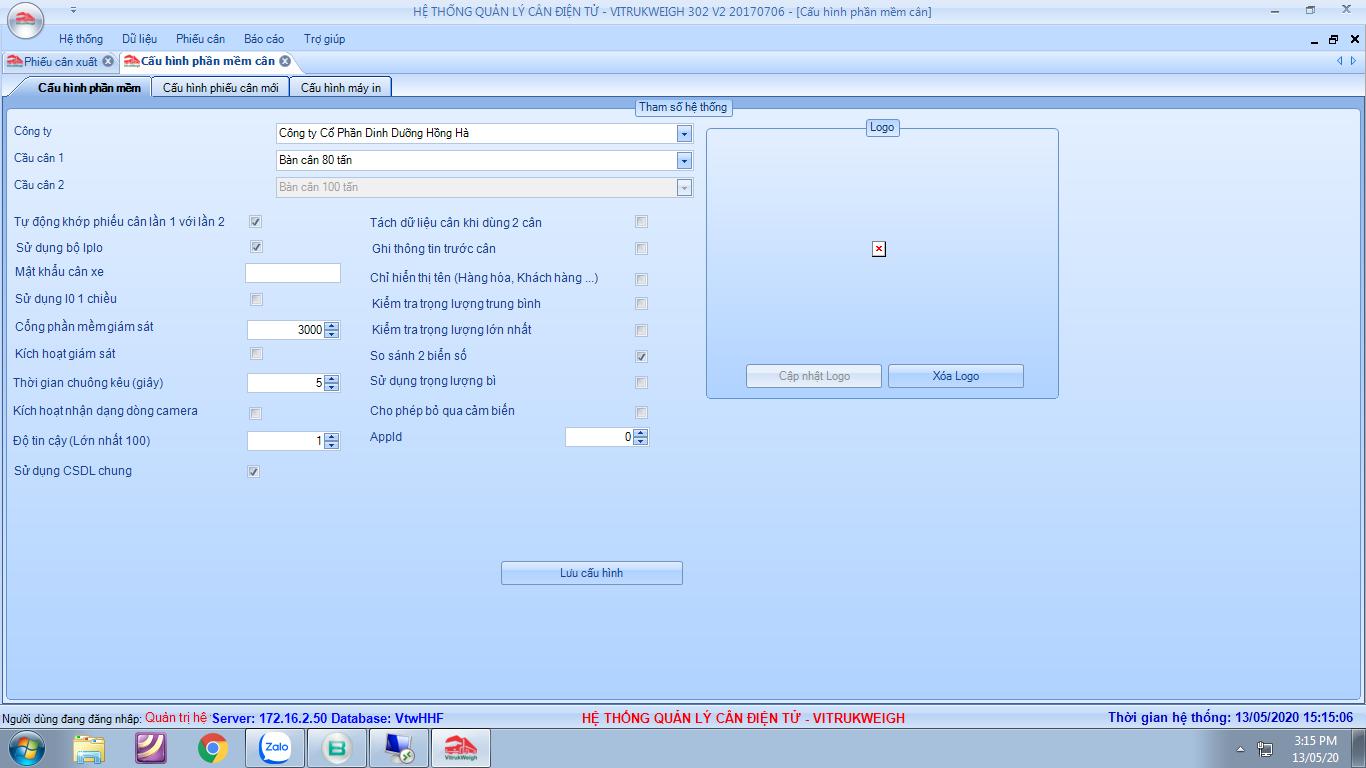 HỆ THỐNG QUẢN LÝ CÂN ĐIỆN TỬ - VITRUKWEIGH 302 V2 20170706 - [Cấu hình phần mềm cân]
Hệ thống Dữ liệu Phiếu cân Báo cáo Trợ giúp
Phiếu cân xuất Cấu hình phần mềm cân
Cấu hình phần mềm Cấu hình phiếu cân mới Cấu hình máy in
Tham số hệ thống
Công ty Công ty Cổ Phần Dinh Dưỡng Hồng Hà
Cầu cân 1 Bàn cân 80 tấn
Cầu cân 2 Bàn cân 100 tấn
Tự động khớp phiếu cân lần 1 với lần 2
Sử dụng bộ Iplo
Mật khẩu cân xe
Sử dụng I0 1 chiều
Cổng phần mềm giám sát 3000
Kích hoạt giám sát
Thời gian chuông kêu (giây) 5
Kích hoạt nhận dạng dòng camera
Độ tin cậy (Lớn nhất 100) 1
Sử dụng CSDL chung
Tách dữ liệu cân khi dùng 2 cân
Ghi thông tin trước cân
Chỉ hiển thị tên (Hàng hóa, Khách hàng ...)
Kiểm tra trọng lượng trung bình
Kiểm tra trọng lượng lớn nhất
So sánh 2 biển số
Sử dụng trọng lượng bì
Cho phép bỏ qua cảm biến
AppId 0
Logo
Cập nhật Logo Xóa Logo
Lưu cấu hình
Người dùng đang đăng nhập: Quản trị hệ Server: 172.16.2.50 Database: VtwHHF HỆ THỐNG QUẢN LÝ CÂN ĐIỆN TỬ - VITRUKWEIGH Thời gian hệ thống: 13/05/2020 15:15:06
Zalo B VitrukWeigh
3:15 PM
13/05/20